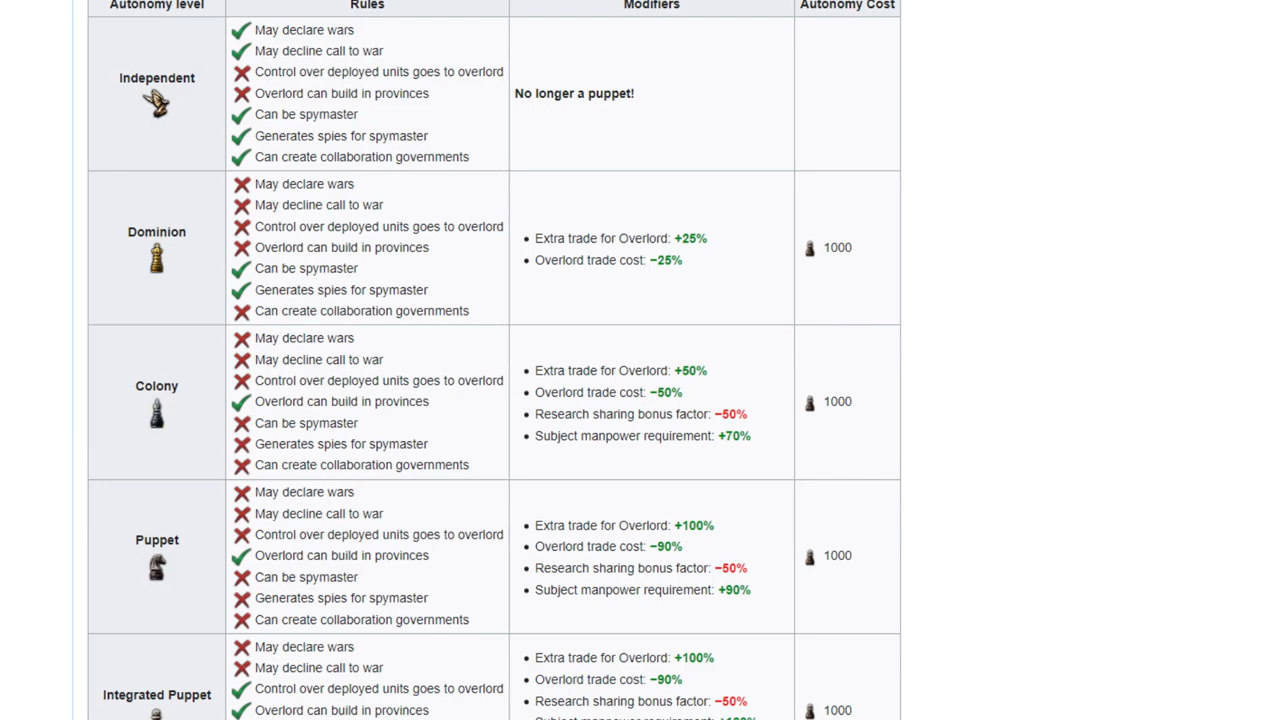 Autonomy level Rules Modifiers Autonomy Cost
Independent
May declare wars
May decline call to war
Control over deployed units goes to overlord
Overlord can build in provinces
Can be spymaster
Generates spies for spymaster
Can create collaboration governments
No longer a puppet!
Dominion
May declare wars
May decline call to war
Control over deployed units goes to overlord
Overlord can build in provinces
Can be spymaster
Generates spies for spymaster
Can create collaboration governments
Extra trade for Overlord: +25%
Overlord trade cost: −25%
1000
Colony
May declare wars
May decline call to war
Control over deployed units goes to overlord
Overlord can build in provinces
Can be spymaster
Generates spies for spymaster
Can create collaboration governments
Extra trade for Overlord: +50%
Overlord trade cost: −50%
Research sharing bonus factor: −50%
Subject manpower requirement: +70%
1000
Puppet
May declare wars
May decline call to war
Control over deployed units goes to overlord
Overlord can build in provinces
Can be spymaster
Generates spies for spymaster
Can create collaboration governments
Extra trade for Overlord: +100%
Overlord trade cost: −90%
Research sharing bonus factor: −50%
Subject manpower requirement: +90%
1000
Integrated Puppet
May declare wars
May decline call to war
Control over deployed units goes to overlord
Overlord can build in provinces
Extra trade for Overlord: +100%
Overlord trade cost: −90%
Research sharing bonus factor: −50%
1000